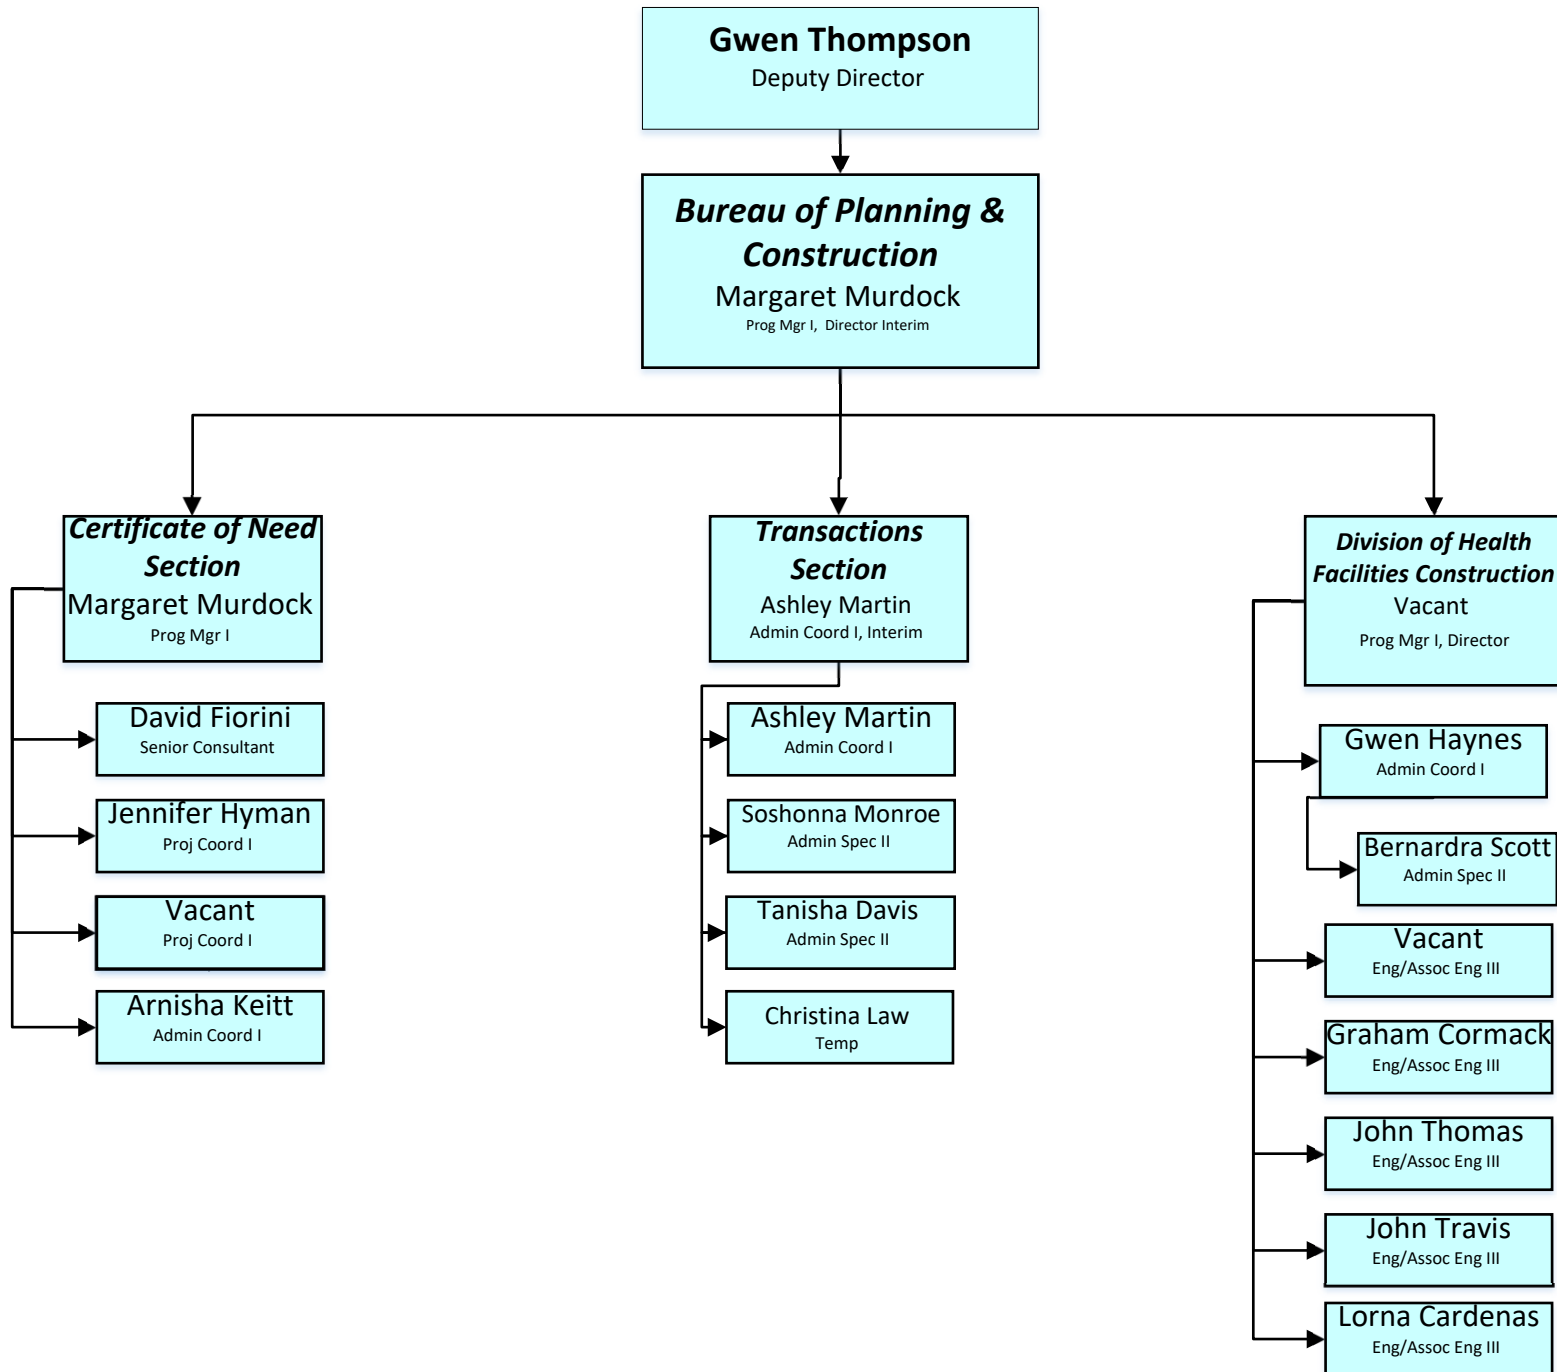 Gwen Thompson
Deputy Director
Bureau of Planning &
Construction
Margaret Murdock
Prog Mgr I, Director Interim
Certificate of Need
Section
Margaret Murdock
Prog Mgr I
David Fiorini
Senior Consultant
Jennifer Hyman
Proj Coord I
Vacant
Proj Coord I
Arnisha Keitt
Admin Coord I
Transactions
Section
Ashley Martin
Admin Coord I, Interim
Ashley Martin
Admin Coord I
Soshonna Monroe
Admin Spec II
Tanisha Davis
Admin Spec II
Christina Law
Temp
Division of Health
Facilities Construction
Vacant
Prog Mgr I, Director
Gwen Haynes
Admin Coord I
Bernardra Scott
Admin Spec II
Vacant
Eng/Assoc Eng III
Graham Cormack
Eng/Assoc Eng III
John Thomas
Eng/Assoc Eng III
John Travis
Eng/Assoc Eng III
Lorna Cardenas
Eng/Assoc Eng III